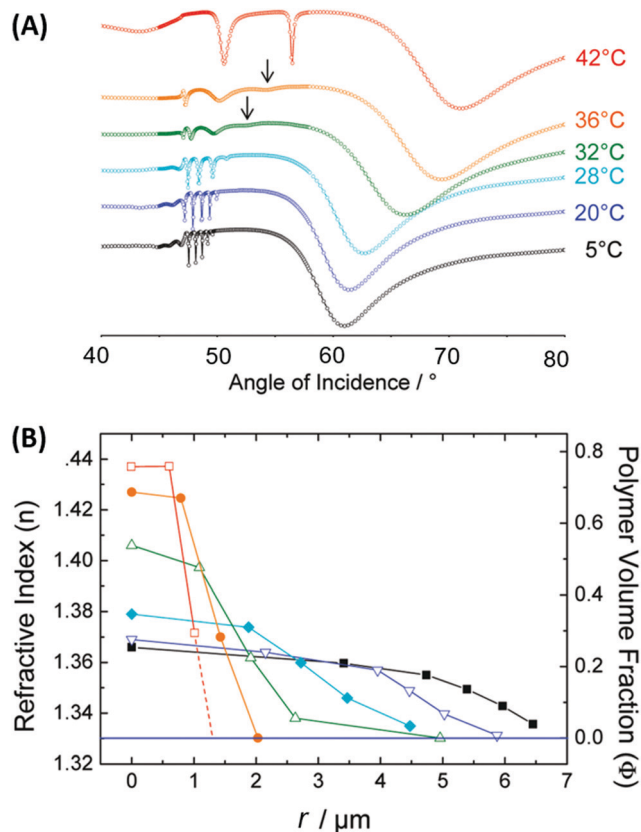 (A)
42°C
36°C
32°C
28°C
20°C
5°C
40 50 60 70 80
Angle of Incidence / °
(B)
.44
1.42
1.40
1.38
1.36
1.34
1.32
Refractive Index (n)
0.8
0.6
0.4
0.2
0.0
Polymer Volume Fraction (Φ)
0 1 2 3 4 5 6 7
r / μm